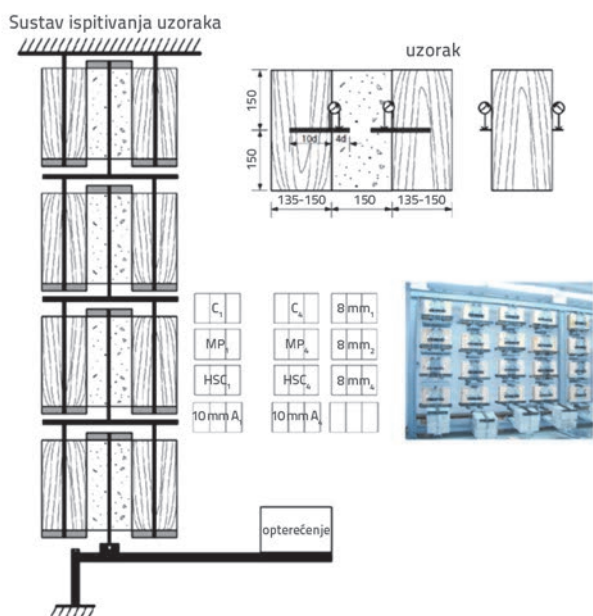 Sustav ispitivanja uzoraka
uzorak
150
150
10d 4d
135-150 150 135-150
C₁ C₄ 8 mm₁
MP₁ MP₄ 8 mm₂
HSC₁ HSC₄ 8 mm₄
10 mm A₁ 10 mm A₄
opterećenje